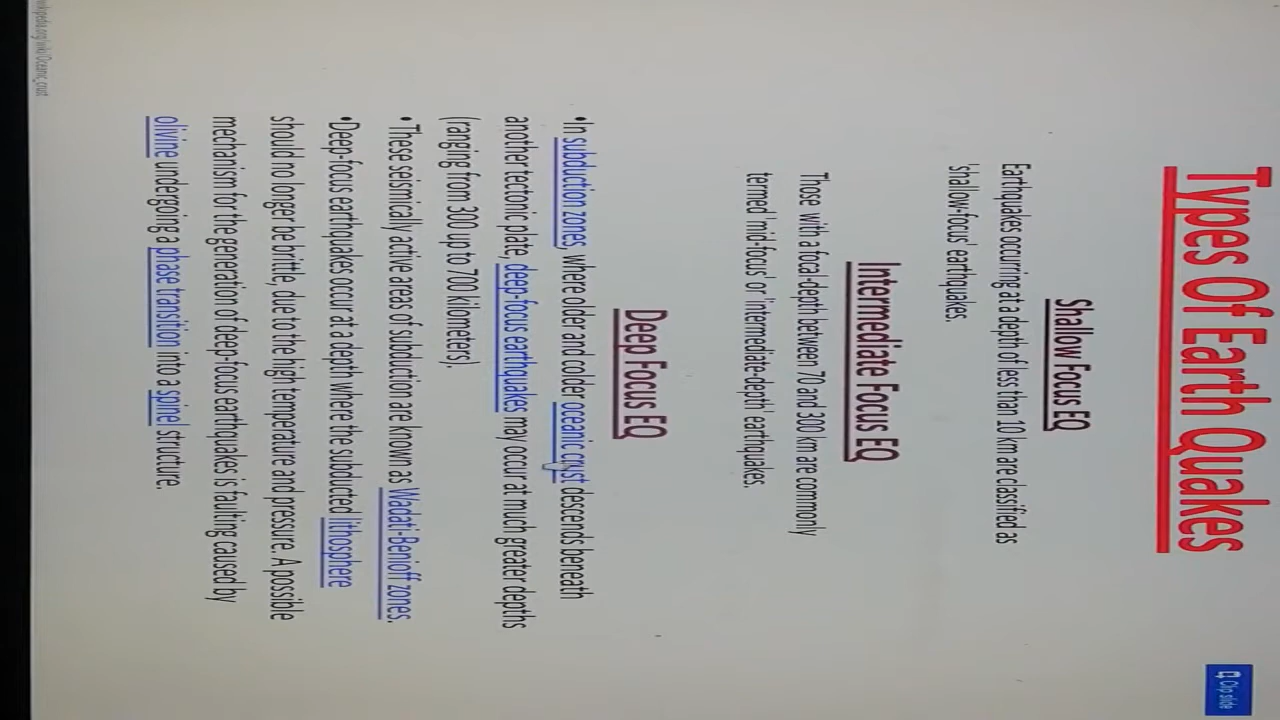 Types Of Earth Quakes
Clip slide
Shallow Focus EQ
Earthquakes occurring at a depth of less than 10 km are classified as
'shallow-focus' earthquakes.
Intermediate Focus EQ
Those with a focal-depth between 70 and 300 km are commonly
termed 'mid-focus' or 'intermediate-depth' earthquakes.
Deep Focus EQ
•In subduction zones, where older and colder oceanic crust descends beneath
another tectonic plate, deep-focus earthquakes may occur at much greater depths
(ranging from 300 up to 700 kilometers).
•These seismically active areas of subduction are known as Wadati-Benioff zones.
•Deep-focus earthquakes occur at a depth where the subducted lithosphere
should no longer be brittle, due to the high temperature and pressure. A possible
mechanism for the generation of deep-focus earthquakes is faulting caused by
olivine undergoing a phase transition into a spinel structure.
wikipedia.org/wiki/Oceanic_crust